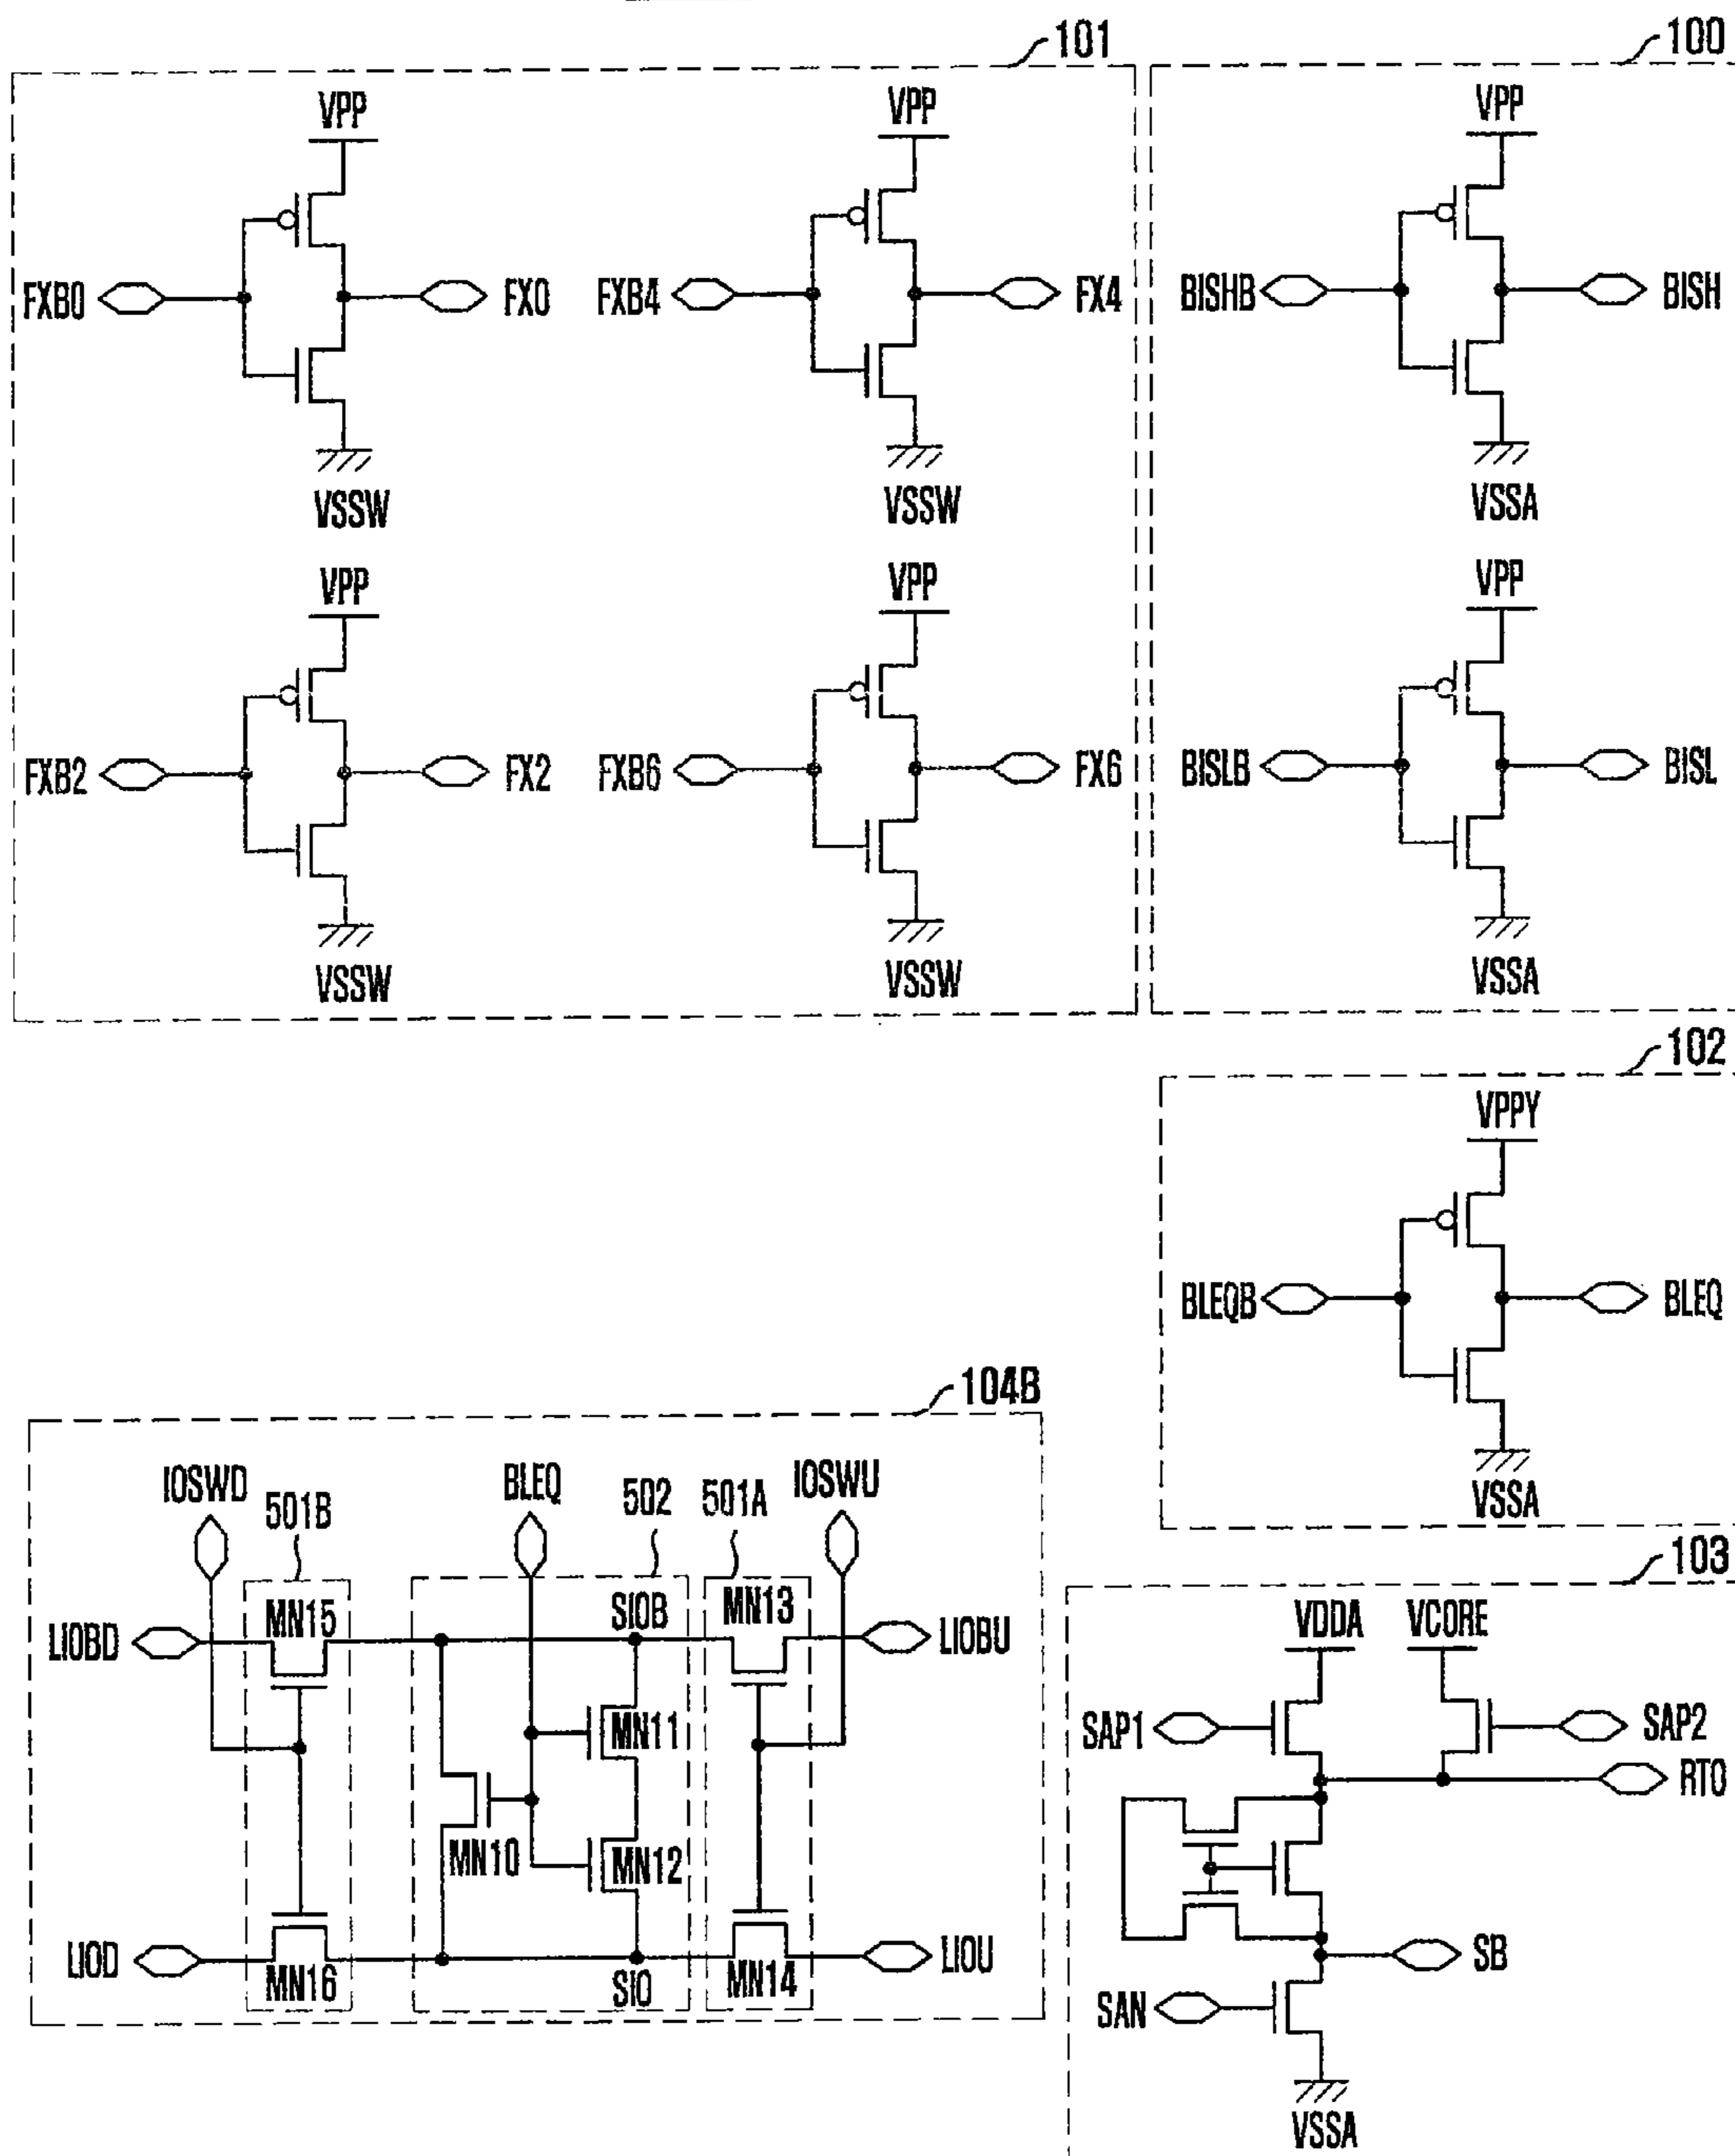 101
100
VPP
VPP
VPP
FXB0
FX0
FXB4
FX4
BISHB
BISH
VSSW
VSSW
VSSA
VPP
VPP
VPP
FXB2
FX2
FXB6
FX6
BISLB
BISL
VSSW
VSSW
VSSA
102
VPPY
BLEQB
BLEQ
VSSA
104B
IOSWD
501B
BLEQ
502
501A
IOSWU
LIOBD
MN15
SIOB
MN13
LIOBU
MN11
MN10
MN12
LIOD
MN16
SIO
MN14
LIOU
103
VDDA
VCORE
SAP1
SAP2
RTO
SB
SAN
VSSA